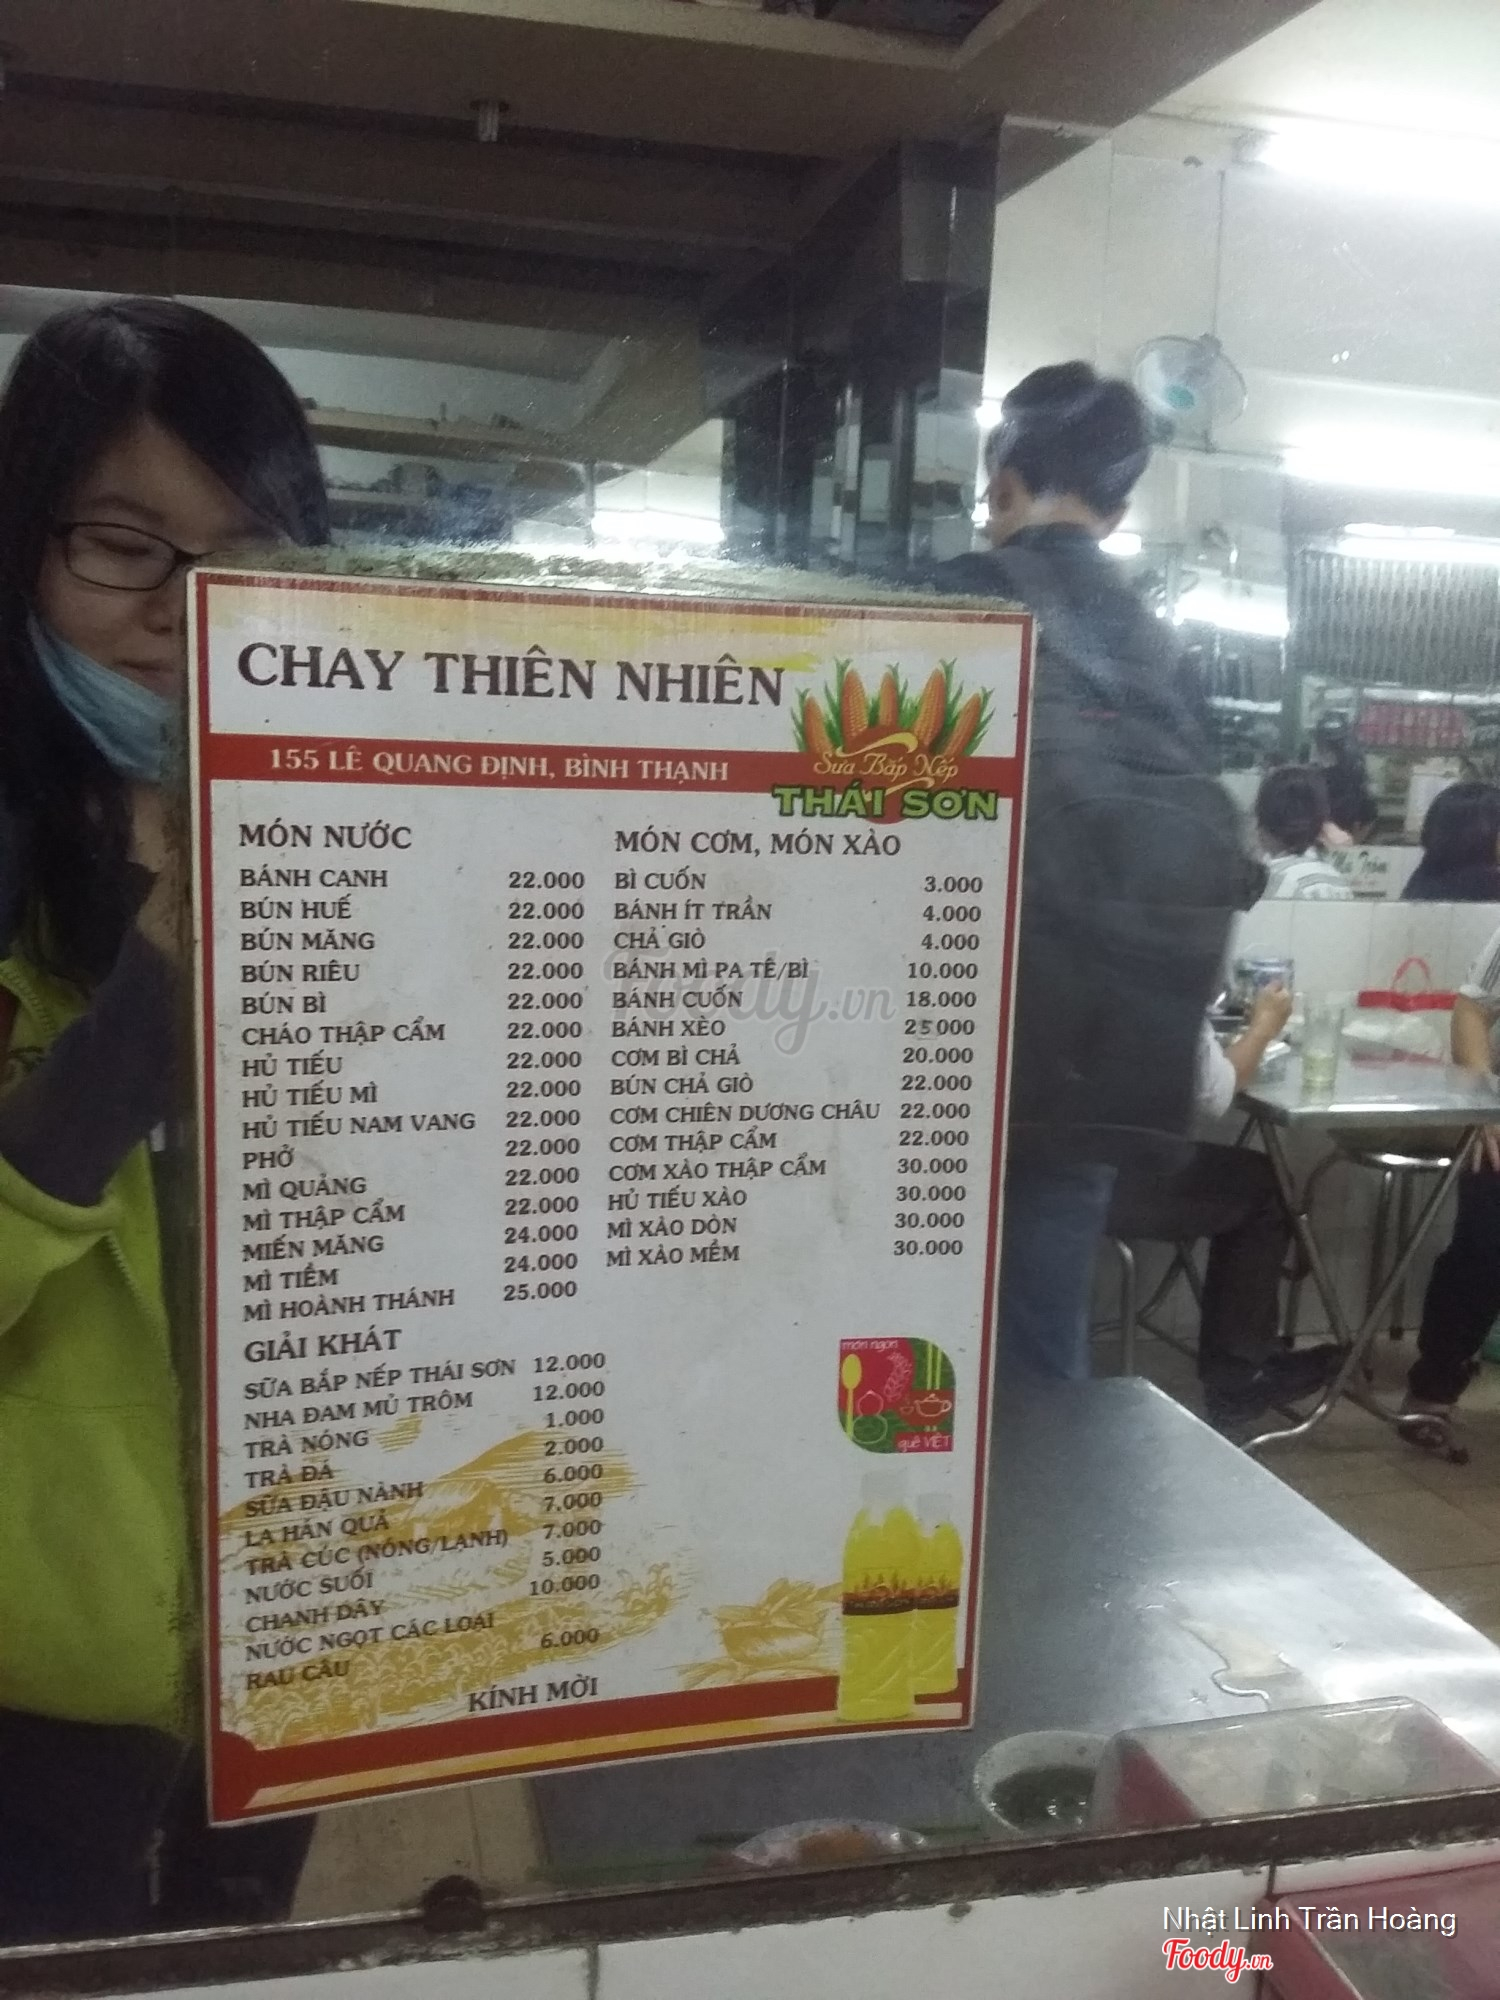 CHAY THIÊN NHIÊN
155 LÊ QUANG ĐỊNH, BÌNH THẠNH
Sữa Bắp Nếp
THÁI SƠN
MÓN NƯỚC
BÁNH CANH 22.000
BÚN HUẾ 22.000
BÚN MĂNG 22.000
BÚN RIÊU 22.000
BÚN BÌ 22.000
CHÁO THẬP CẨM 22.000
HỦ TIẾU 22.000
HỦ TIẾU MÌ 22.000
HỦ TIẾU NAM VANG 22.000
PHỞ 22.000
MÌ QUẢNG 22.000
MÌ THẬP CẨM 22.000
MIẾN MĂNG 24.000
MÌ TIỀM 24.000
MÌ HOÀNH THÁNH 25.000
MÓN CƠM, MÓN XÀO
BÌ CUỐN 3.000
BÁNH ÍT TRẦN 4.000
CHẢ GIÒ 4.000
BÁNH MÌ PA TÊ/BÌ 10.000
BÁNH CUỐN 18.000
BÁNH XÈO 25.000
CƠM BÌ CHẢ 20.000
BÚN CHẢ GIÒ 22.000
CƠM CHIÊN DƯƠNG CHÂU 22.000
CƠM THẬP CẨM 22.000
CƠM XÀO THẬP CẨM 30.000
HỦ TIẾU XÀO 30.000
MÌ XÀO DÒN 30.000
MÌ XÀO MỀM 30.000
GIẢI KHÁT
SỮA BẮP NẾP THÁI SƠN 12.000
NHA ĐAM MỦ TRÔM 12.000
TRÀ NÓNG 1.000
TRÀ ĐÁ 2.000
SỮA ĐẬU NÀNH 6.000
LA HÁN QUẢ 7.000
TRÀ CÚC (NÓNG/LẠNH) 7.000
NƯỚC SUỐI 5.000
CHANH DÂY 10.000
NƯỚC NGỌT CÁC LOẠI
RAU CÂU 6.000
KÍNH MỜI
món ngon
quê VIỆT
Foody.vn
Nhật Linh Trần Hoàng
Foody.vn